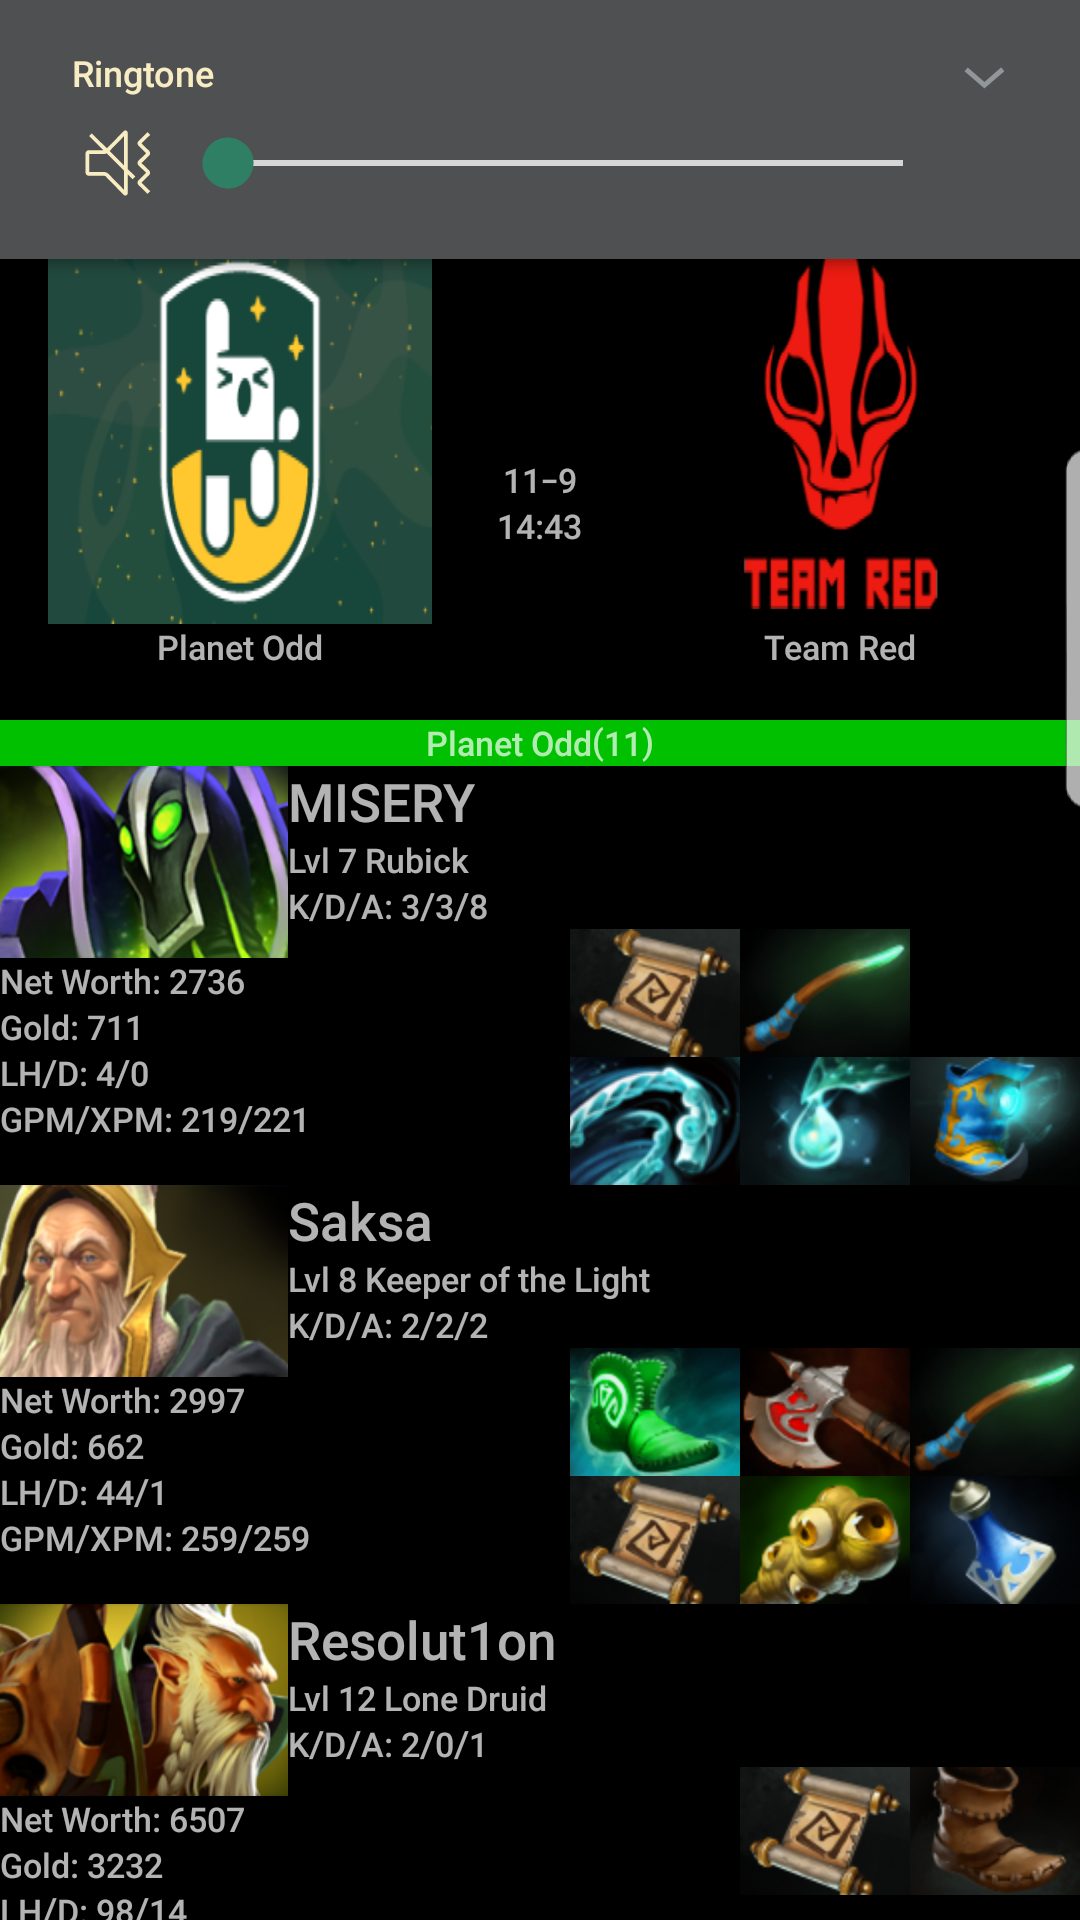 Ringtone
11-9
14:43
TEAM RED
Planet Odd
Team Red
Planet Odd(11)
MISERY
Lvl 7 Rubick
K/D/A: 3/3/8
Net Worth: 2736
Gold: 711
LH/D: 4/0
GPM/XPM: 219/221
Saksa
Lvl 8 Keeper of the Light
K/D/A: 2/2/2
Net Worth: 2997
Gold: 662
LH/D: 44/1
GPM/XPM: 259/259
Resolut1on
Lvl 12 Lone Druid
K/D/A: 2/0/1
Net Worth: 6507
Gold: 3232
LH/D: 98/14